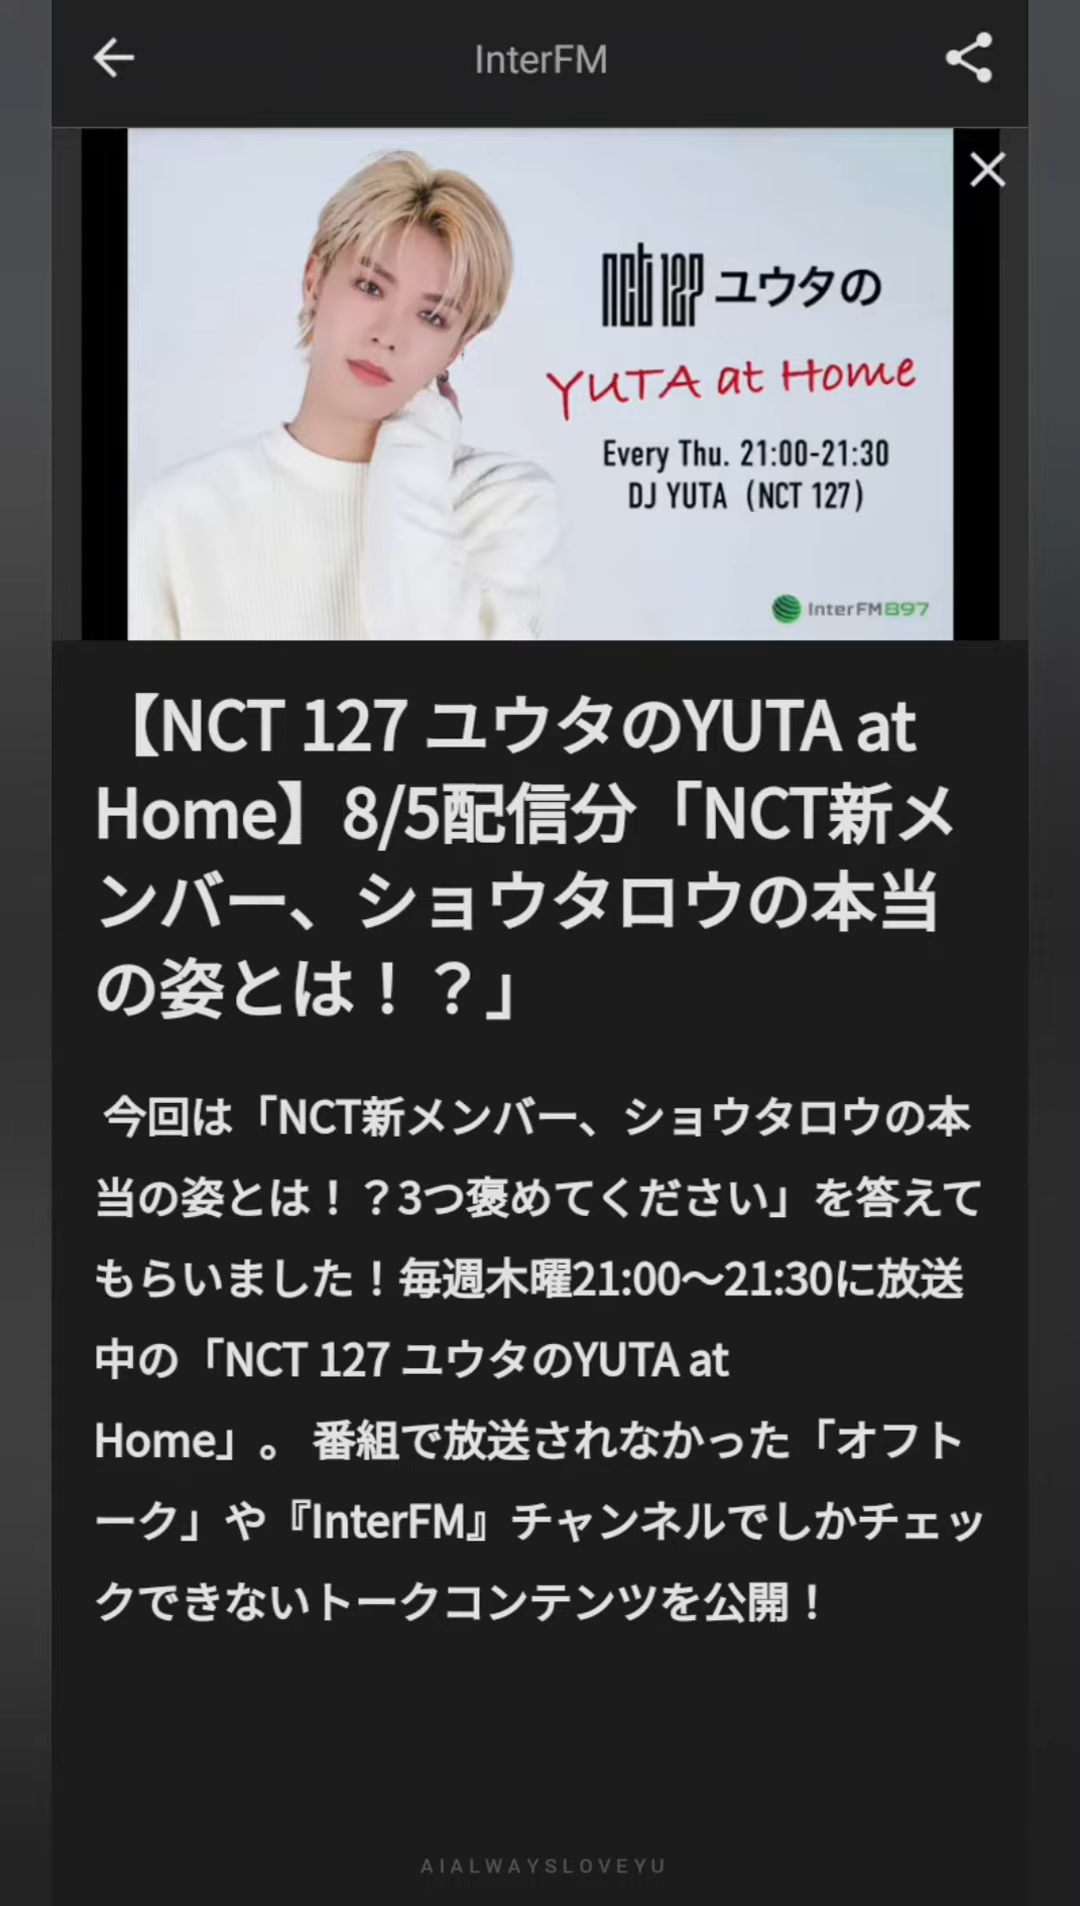 InterFM
nct 127 ユウタの
YUTA at Home
Every Thu. 21:00-21:30
DJ YUTA (NCT 127)
InterFM897
【NCT 127 ユウタのYUTA at
Home】8/5配信分「NCT新メ
ンバー、ショウタロウの本当
の姿とは！？」
今回は「NCT新メンバー、ショウタロウの本
当の姿とは！？3つ褒めてください」を答えて
もらいました！毎週木曜21:00〜21:30に放送
中の「NCT 127 ユウタのYUTA at
Home」。 番組で放送されなかった「オフト
ーク」や『InterFM』チャンネルでしかチェッ
クできないトークコンテンツを公開！
AIALWAYSLOVEYU